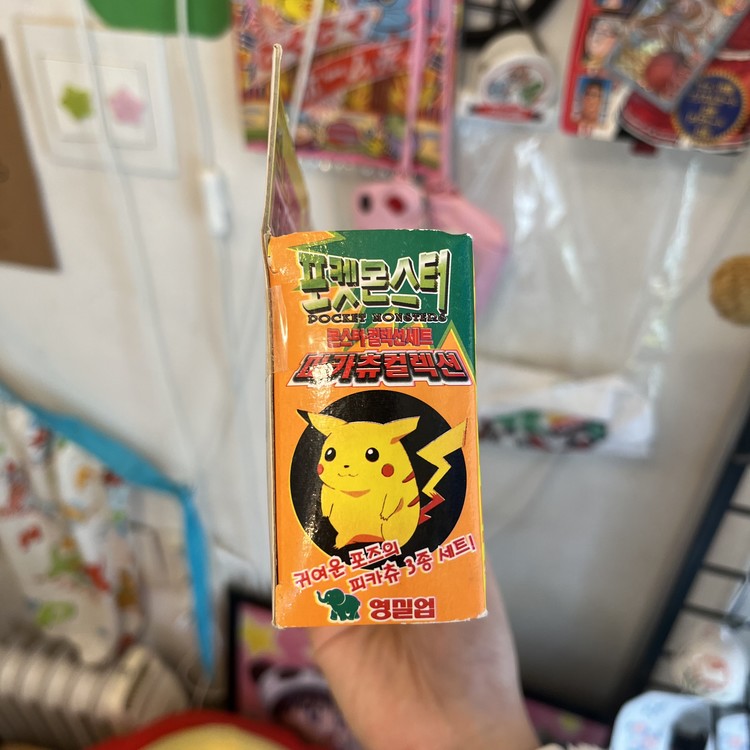 포켓몬스터
POCKET MONSTERS
몬스터컬렉션세트
피카츄컬렉션
귀여운 포즈의
피카츄 3종 세트!
영실업